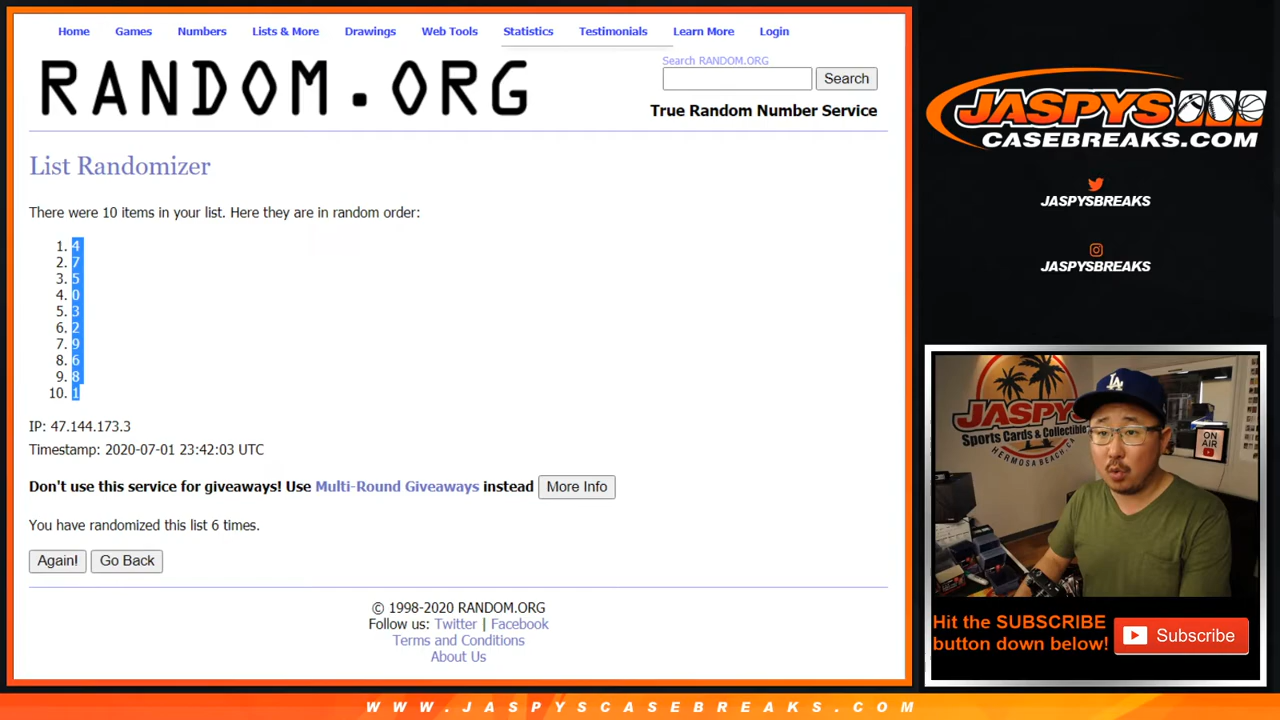 Home Games Numbers Lists & More Drawings Web Tools Statistics Testimonials Learn More Login
RANDOM.ORG
Search RANDOM.ORG
Search
True Random Number Service
List Randomizer
There were 10 items in your list. Here they are in random order:
1. 4
2. 7
3. 5
4. 0
5. 3
6. 2
7. 9
8. 6
9. 8
10. 1
IP: 47.144.173.3
Timestamp: 2020-07-01 23:42:03 UTC
Don't use this service for giveaways! Use Multi-Round Giveaways instead More Info
You have randomized this list 6 times.
Again! Go Back
© 1998-2020 RANDOM.ORG
Follow us: Twitter | Facebook
Terms and Conditions
About Us
JASPYS
CASEBREAKS.COM
JASPYSBREAKS
JASPYSBREAKS
JASPYS
Sports Cards & Collectible
HERMOSA BEACH, CA
LA
ON AIR
Hit the SUBSCRIBE
button down below!
Subscribe
WWW.JASPYSCASEBREAKS.COM